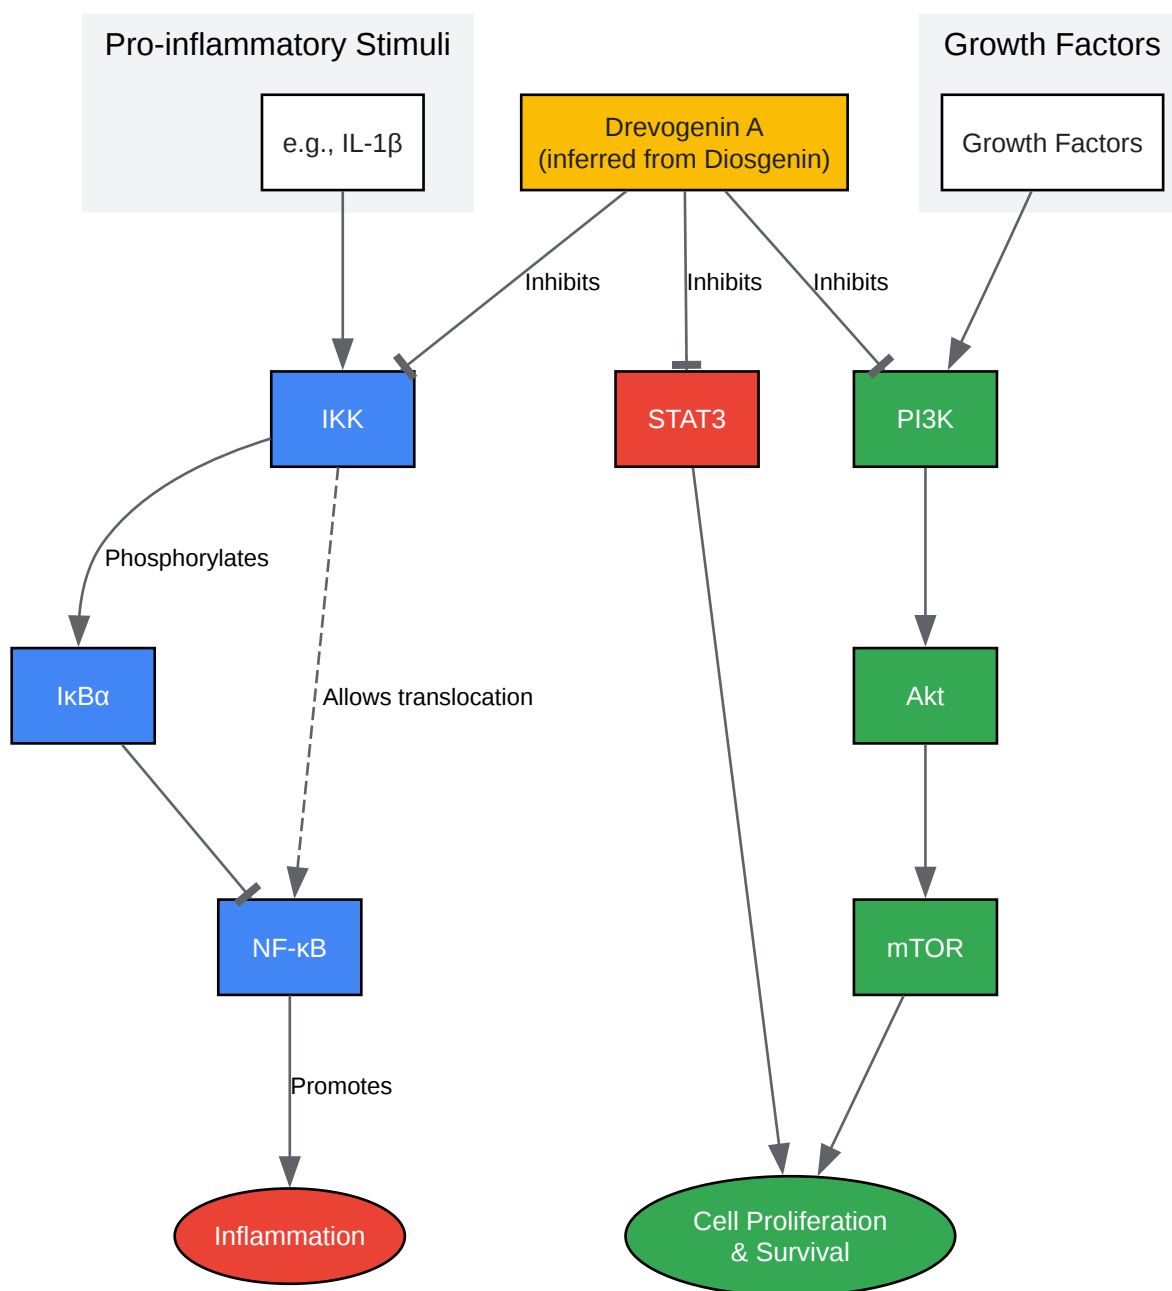 Pro-inflammatory Stimuli
Growth Factors
e.g., IL-1β
Drevogenin A
(inferred from Diosgenin)
Growth Factors
Inhibits
Inhibits
Inhibits
IKK
STAT3
PI3K
Phosphorylates
IκBα
Allows translocation
Akt
NF-κB
mTOR
Promotes
Inflammation
Cell Proliferation
& Survival